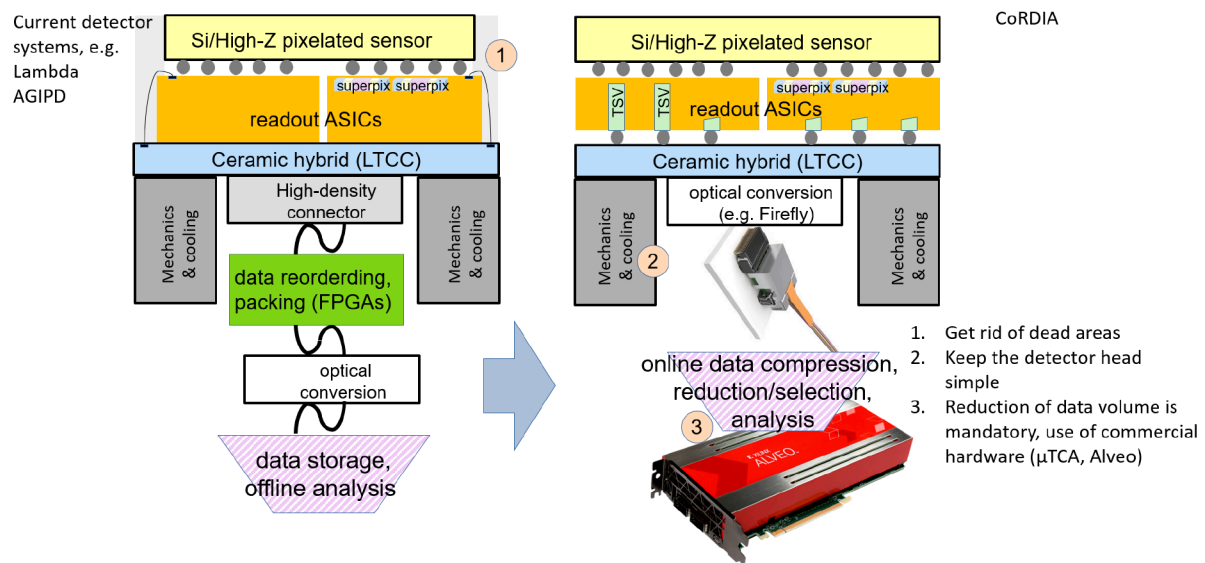 Current detector
systems, e.g.
Lambda
AGIPD
Si/High-Z pixelated sensor
1
superpix superpix
readout ASICs
Ceramic hybrid (LTCC)
High-density
connector
Mechanics
& cooling
Mechanics
& cooling
data reorderding,
packing (FPGAs)
optical
conversion
data storage,
offline analysis
CoRDIA
Si/High-Z pixelated sensor
TSV
TSV
superpix superpix
readout ASICs
Ceramic hybrid (LTCC)
optical conversion
(e.g. Firefly)
Mechanics
& cooling
2
Mechanics
& cooling
online data compression,
reduction/selection,
analysis
3
XILINX
ALVEO.
1. Get rid of dead areas
2. Keep the detector head
simple
3. Reduction of data volume is
mandatory, use of commercial
hardware (µTCA, Alveo)